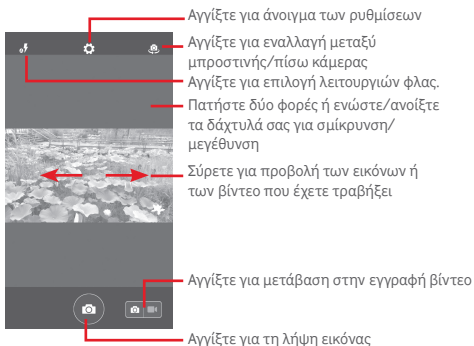 Αγγίξτε για άνοιγμα των ρυθμίσεων
Αγγίξτε για εναλλαγή μεταξύ
μπροστινής/πίσω κάμερας
Αγγίξτε για επιλογή λειτουργιών φλας.
Πατήστε δύο φορές ή ενώστε/ανοίξτε
τα δάχτυλά σας για σμίκρυνση/
μεγέθυνση
Σύρετε για προβολή των εικόνων ή
των βίντεο που έχετε τραβήξει
Αγγίξτε για μετάβαση στην εγγραφή βίντεο
Αγγίξτε για τη λήψη εικόνας